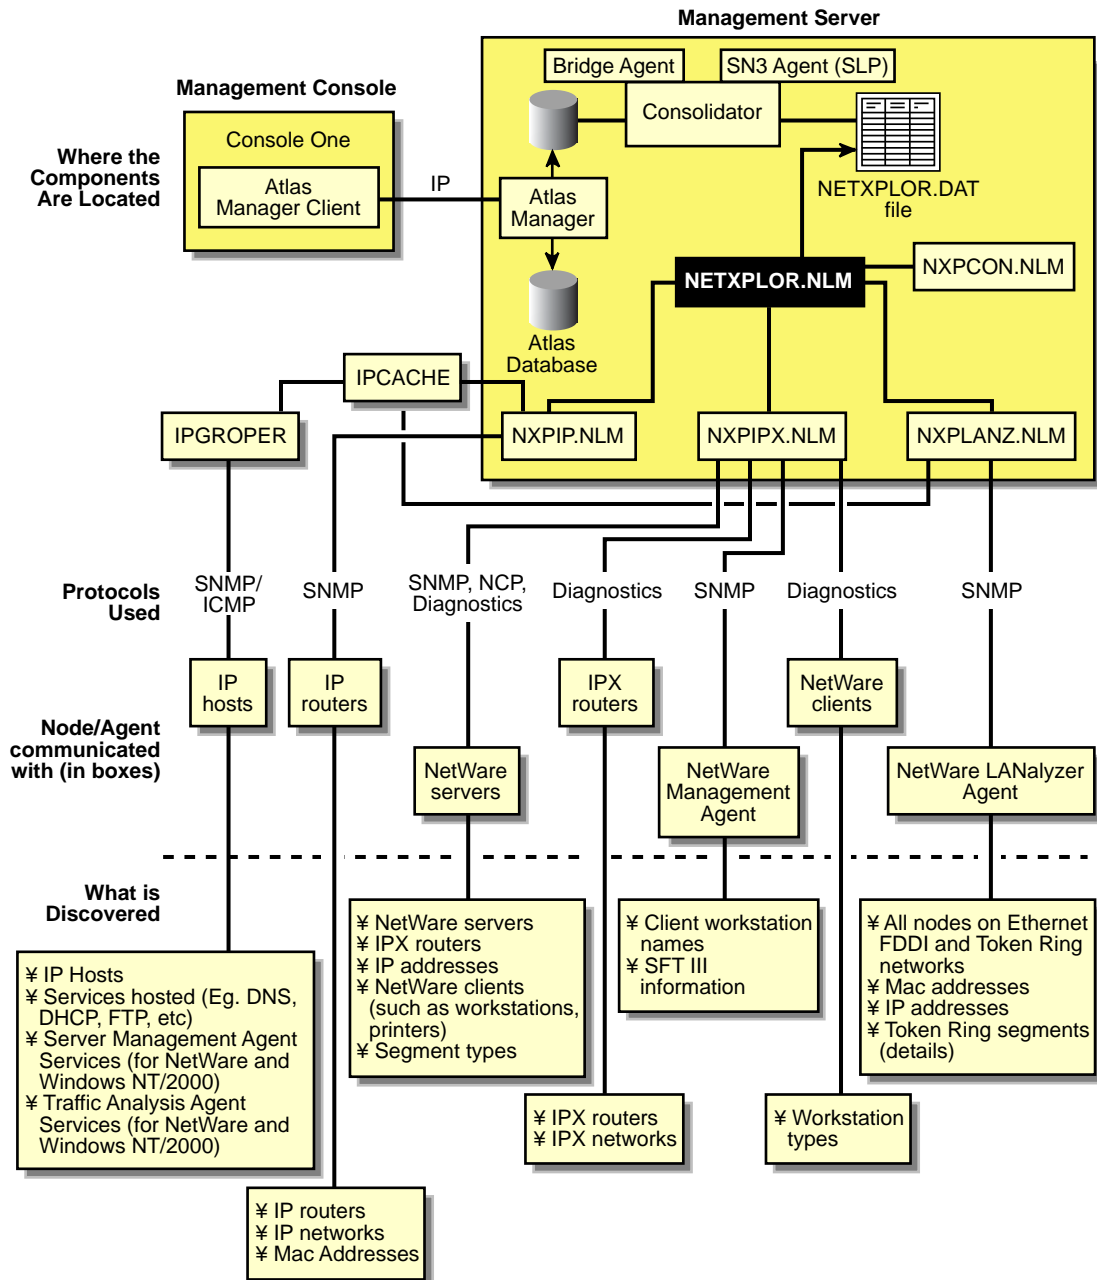 Management Server
Bridge Agent
SN3 Agent (SLP)
Consolidator
Management Console
Console One
Atlas
Manager Client
IP
Where the
Components
Are Located
Atlas
Manager
NETXPLOR.DAT
file
NETXPLOR.NLM
NXPCON.NLM
Atlas
Database
IPCACHE
IPGROPER
NXPIP.NLM
NXPIPX.NLM
NXPLANZ.NLM
Protocols
Used
SNMP/
ICMP
SNMP
SNMP, NCP,
Diagnostics
Diagnostics
SNMP
Diagnostics
SNMP
Node/Agent
communicated
with (in boxes)
IP
hosts
IP
routers
IPX
routers
NetWare
clients
NetWare
servers
NetWare
Management
Agent
NetWare LANalyzer
Agent
What is
Discovered
¥ IP Hosts
¥ Services hosted (Eg. DNS,
DHCP, FTP, etc)
¥ Server Management Agent
Services (for NetWare and
Windows NT/2000)
¥ Traffic Analysis Agent
Services (for NetWare and
Windows NT/2000)
¥ IP routers
¥ IP networks
¥ Mac Addresses
¥ NetWare servers
¥ IPX routers
¥ IP addresses
¥ NetWare clients
(such as workstations,
printers)
¥ Segment types
¥ IPX routers
¥ IPX networks
¥ Client workstation
names
¥ SFT III
information
¥ Workstation
types
¥ All nodes on Ethernet
FDDI and Token Ring
networks
¥ Mac addresses
¥ IP addresses
¥ Token Ring segments
(details)